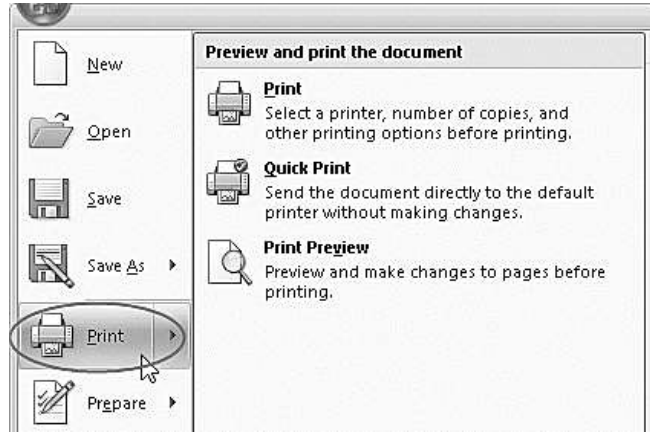 New
Open
Save
Save As
Print
Prepare
Preview and print the document
Print
Select a printer, number of copies, and
other printing options before printing.
Quick Print
Send the document directly to the default
printer without making changes.
Print Preview
Preview and make changes to pages before
printing.